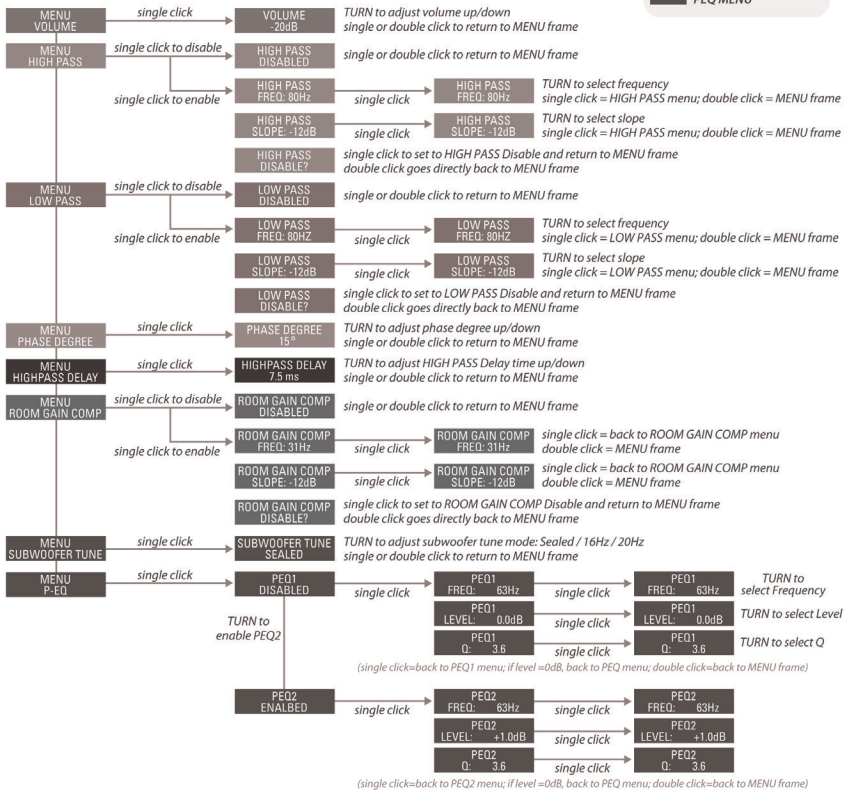 PEQ MENU
MENU
VOLUME
single click
VOLUME
-20dB
TURN to adjust volume up/down
single or double click to return to MENU frame
MENU
HIGH PASS
single click to disable
HIGH PASS
DISABLED
single or double click to return to MENU frame
single click to enable
HIGH PASS
FREQ: 80Hz
single click
HIGH PASS
FREQ: 80Hz
TURN to select frequency
single click = HIGH PASS menu; double click = MENU frame
HIGH PASS
SLOPE: -12dB
single click
HIGH PASS
SLOPE: -12dB
TURN to select slope
single click = HIGH PASS menu; double click = MENU frame
HIGH PASS
DISABLE?
single click to set to HIGH PASS Disable and return to MENU frame
double click goes directly back to MENU frame
MENU
LOW PASS
single click to disable
LOW PASS
DISABLED
single or double click to return to MENU frame
single click to enable
LOW PASS
FREQ: 80HZ
single click
LOW PASS
FREQ: 80HZ
TURN to select frequency
single click = LOW PASS menu; double click = MENU frame
LOW PASS
SLOPE: -12dB
single click
LOW PASS
SLOPE: -12dB
TURN to select slope
single click = LOW PASS menu; double click = MENU frame
LOW PASS
DISABLE?
single click to set to LOW PASS Disable and return to MENU frame
double click goes directly back to MENU frame
MENU
PHASE DEGREE
single click
PHASE DEGREE
15°
TURN to adjust phase degree up/down
single or double click to return to MENU frame
MENU
HIGHPASS DELAY
single click
HIGHPASS DELAY
7.5 ms
TURN to adjust HIGH PASS Delay time up/down
single or double click to return to MENU frame
MENU
ROOM GAIN COMP
single click to disable
ROOM GAIN COMP
DISABLED
single or double click to return to MENU frame
single click to enable
ROOM GAIN COMP
FREQ: 31Hz
single click
ROOM GAIN COMP
FREQ: 31Hz
single click = back to ROOM GAIN COMP menu
double click = MENU frame
ROOM GAIN COMP
SLOPE: -12dB
single click
ROOM GAIN COMP
SLOPE: -12dB
single click = back to ROOM GAIN COMP menu
double click = MENU frame
ROOM GAIN COMP
DISABLE?
single click to set to ROOM GAIN COMP Disable and return to MENU frame
double click goes directly back to MENU frame
MENU
SUBWOOFER TUNE
single click
SUBWOOFER TUNE
SEALED
TURN to adjust subwoofer tune mode: Sealed / 16Hz / 20Hz
single or double click to return to MENU frame
MENU
P-EQ
single click
PEQ1
DISABLED
single click
PEQ1
FREQ: 63Hz
single click
PEQ1
FREQ: 63Hz
TURN to
select Frequency
PEQ1
LEVEL: 0.0dB
single click
PEQ1
LEVEL: 0.0dB
TURN to select Level
PEQ1
Q: 3.6
single click
PEQ1
Q: 3.6
TURN to select Q
TURN to
enable PEQ2
(single click=back to PEQ1 menu; if level =0dB, back to PEQ menu; double click=back to MENU frame)
PEQ2
ENALBED
single click
PEQ2
FREQ: 63Hz
single click
PEQ2
FREQ: 63Hz
PEQ2
LEVEL: +1.0dB
single click
PEQ2
LEVEL: +1.0dB
PEQ2
Q: 3.6
single click
PEQ2
Q: 3.6
(single click=back to PEQ2 menu; if level =0dB, back to PEQ menu; double click=back to MENU frame)